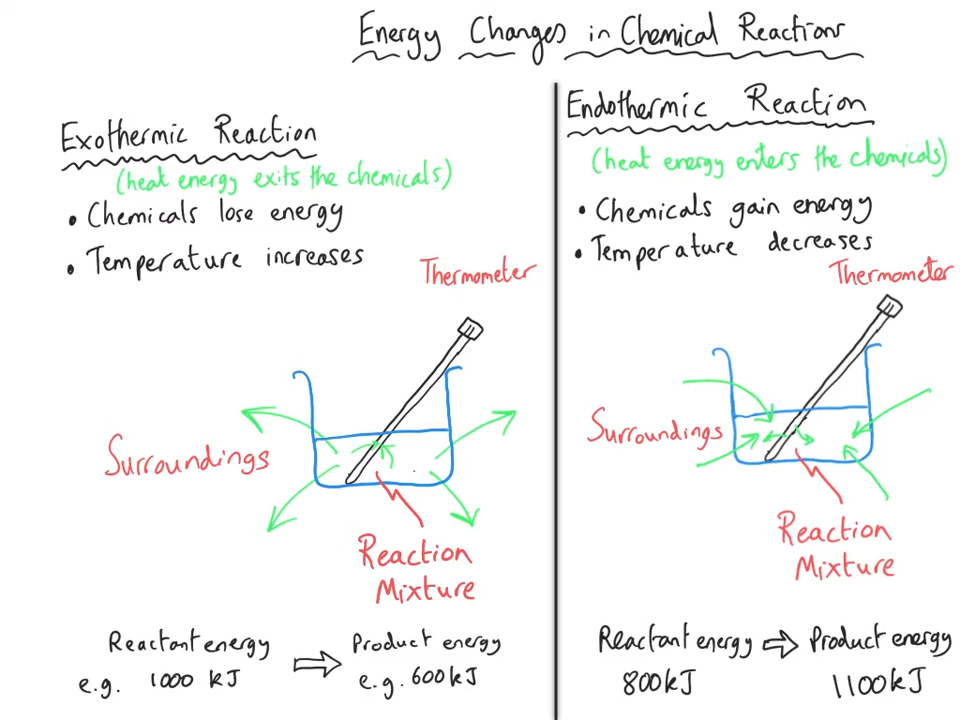 Energy Changes in Chemical Reactions
Exothermic Reaction
(heat energy exits the chemicals)
• Chemicals lose energy
• Temperature increases
Thermometer
Surroundings
Reaction
Mixture
Reactant energy
e.g. 1000 kJ
Product energy
e.g. 600kJ
Endothermic Reaction
(heat energy enters the chemicals)
• Chemicals gain energy
• Temperature decreases
Thermometer
Surroundings
Reaction
Mixture
Reactant energy
800kJ
Product energy
1100kJ